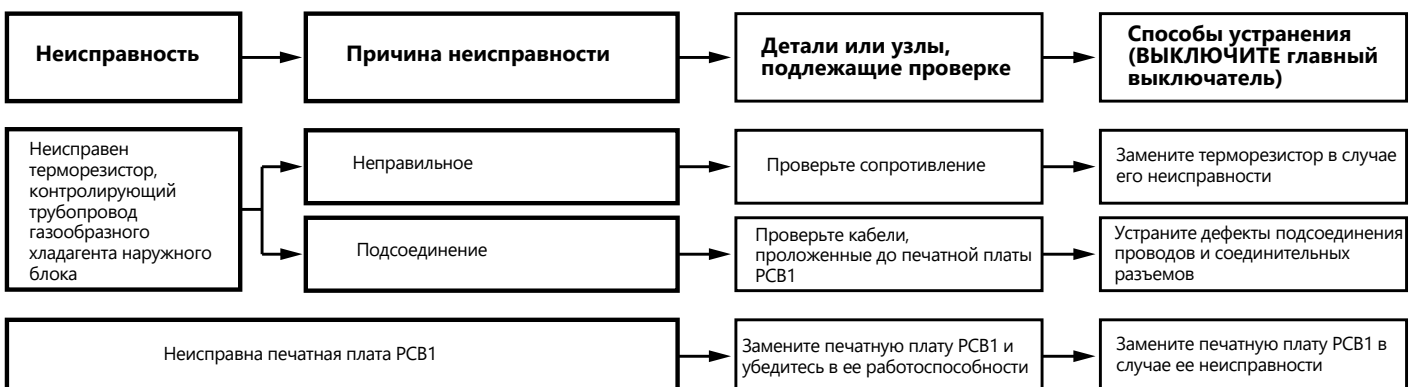 Неисправность
Причина неисправности
Детали или узлы,
подлежащие проверке
Способы устранения
(ВЫКЛЮЧИТЕ главный
выключатель)
Неисправен
терморезистор,
контролирующий
трубопровод
газообразного
хладагента наружного
блока
Неправильное
Проверьте сопротивление
Замените терморезистор в случае
его неисправности
Подсоединение
Проверьте кабели,
проложенные до печатной платы
PCB1
Устраните дефекты подсоединения
проводов и соединительных
разъемов
Неисправна печатная плата PCB1
Замените печатную плату PCB1 и
убедитесь в ее работоспособности
Замените печатную плату PCB1 в
случае ее неисправности